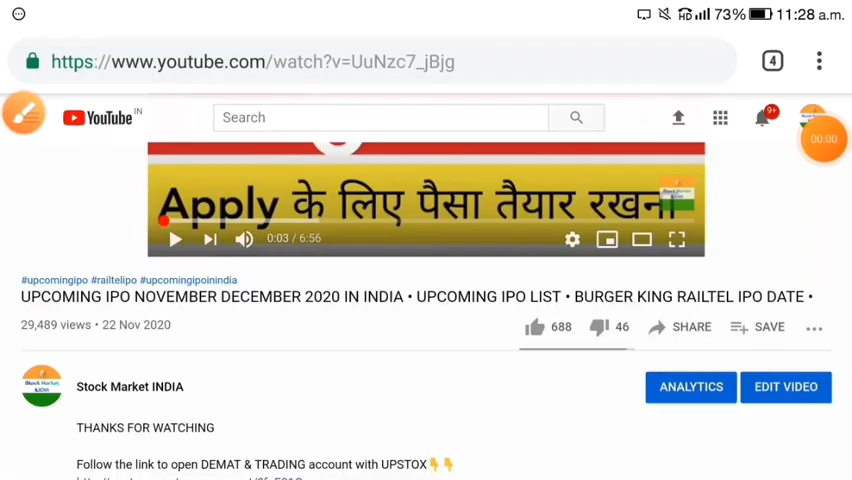 73% 11:28 a.m.
https://www.youtube.com/watch?v=UuNzc7_jBjg 4
YouTube IN Search 9+
00:00
Apply के लिए पैसा तैयार रखना
0:03 / 6:56
#upcomingipo #railtelipo #upcomingipoinindia
UPCOMING IPO NOVEMBER DECEMBER 2020 IN INDIA • UPCOMING IPO LIST • BURGER KING RAILTEL IPO DATE •
29,489 views • 22 Nov 2020 688 46 SHARE SAVE
Stock Market INDIA ANALYTICS EDIT VIDEO
THANKS FOR WATCHING
Follow the link to open DEMAT & TRADING account with UPSTOX👇👇